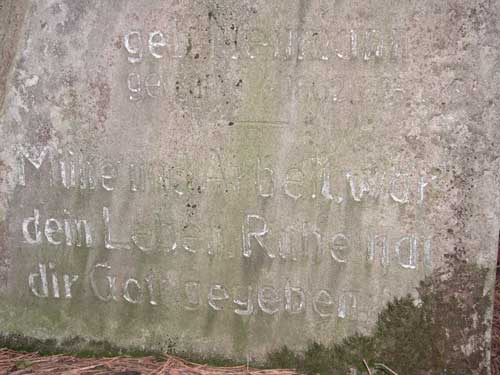 geb. Neumann
Mühe und Arbeit, war
dein Leben, Ruhe hat
dir Gott gegeben